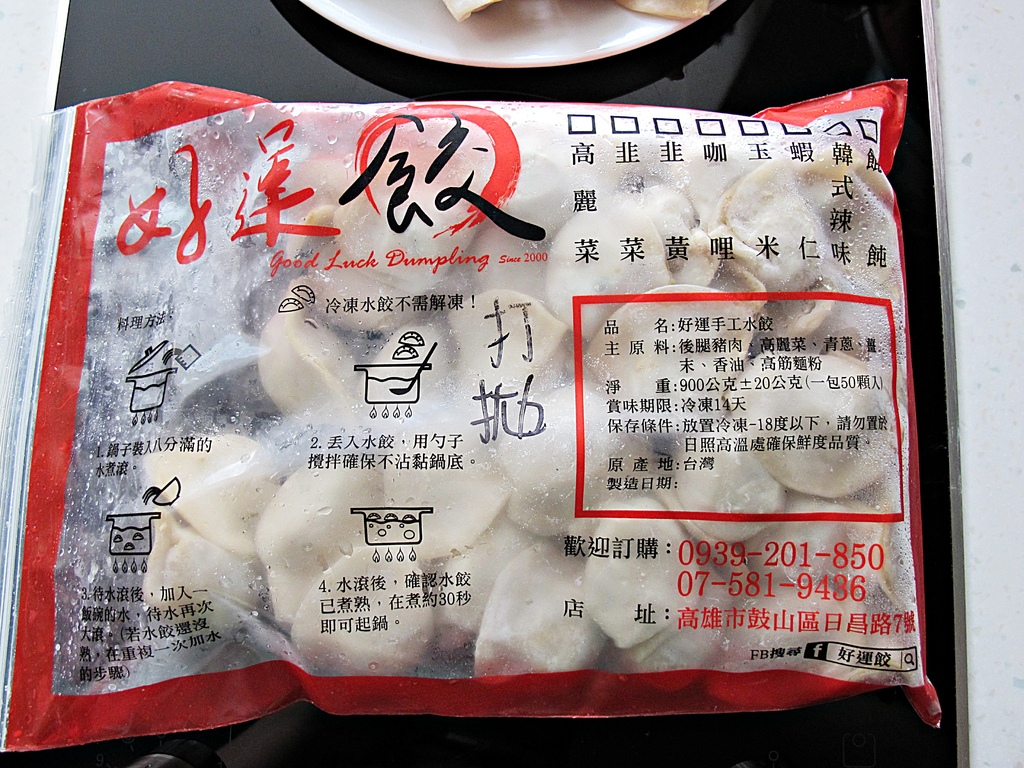 好運餃
Good Luck Dumpling Since 2000
高麗菜
韭菜
韭黃
咖哩
玉米
蝦仁
韓式辣味
餛飩
冷凍水餃不需解凍！
料理方法：
打拋
1.鍋子裝入八分滿的
水煮滾。
2.丟入水餃，用勺子
攪拌確保不沾黏鍋底。
3.待水滾後，加入一
飯碗的水，待水再次
大滾。(若水餃還沒
熟，在重複一次加水
的步驟)
4.水滾後，確認水餃
已煮熟，在煮約30秒
即可起鍋。
品名:好運手工水餃
主原料:後腿豬肉、高麗菜、青蔥、薑
末、香油、高筋麵粉
淨重:900公克±20公克(一包50顆入)
賞味期限:冷凍14天
保存條件:放置冷凍-18度以下，請勿置於
日照高溫處確保鮮度品質。
原產地:台灣
製造日期:
歡迎訂購：0939-201-850
07-581-9436
店址：高雄市鼓山區日昌路7號
FB搜尋 f 好運餃